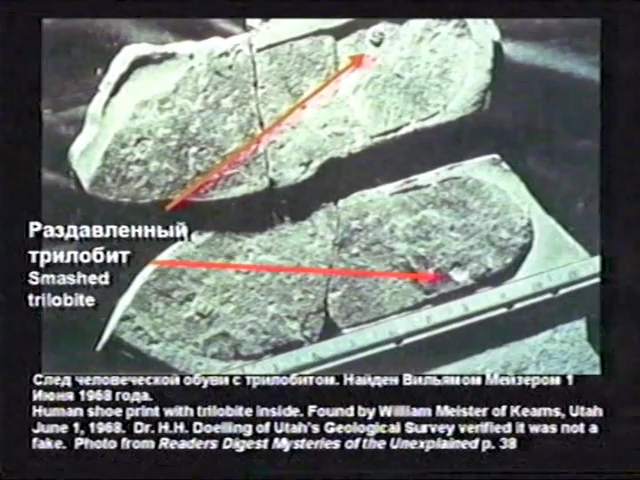 Раздавленный
трилобит
Smashed
trilobite
След человеческой обуви с трилобитом. Найден Вильямом Мейзером 1
Июня 1968 года.
Human shoe print with trilobite inside. Found by William Meister of Kearns, Utah
June 1, 1968. Dr. H.H. Doelling of Utah's Geological Survey verified it was not a
fake. Photo from Readers Digest Mysteries of the Unexplained p. 38